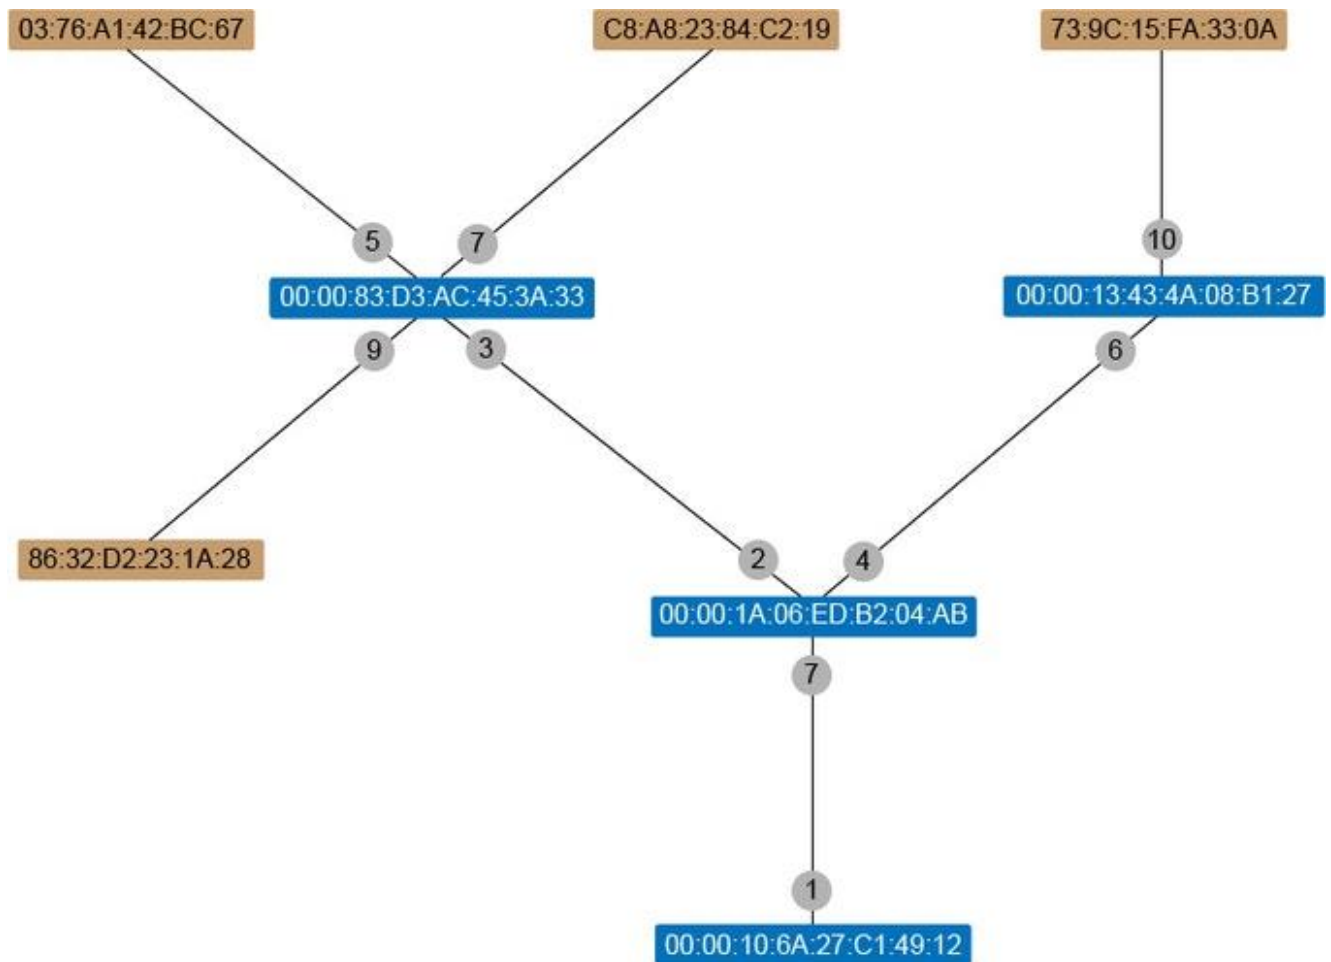 03:76:A1:42:BC:67
C8:A8:23:84:C2:19
73:9C:15:FA:33:0A
5
7
10
00:00:83:D3:AC:45:3A:33
00:00:13:43:4A:08:B1:27
9
3
6
86:32:D2:23:1A:28
2
4
00:00:1A:06:ED:B2:04:AB
7
1
00:00:10:6A:27:C1:49:12